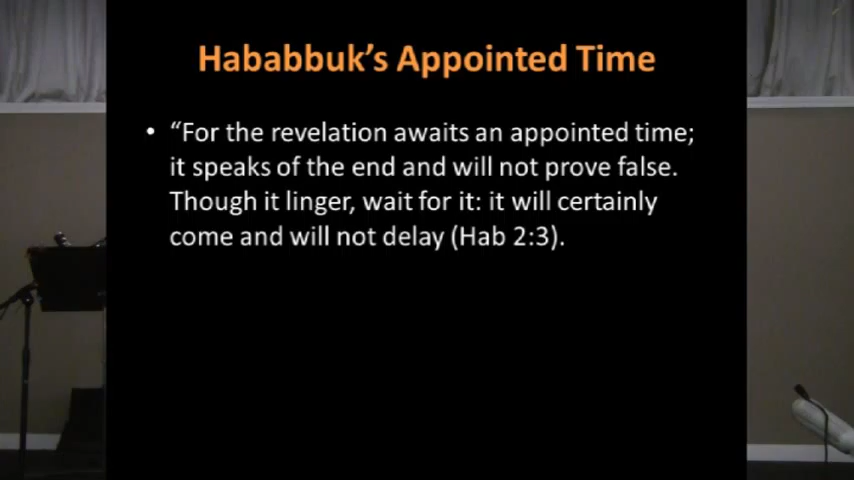 Hababbuk's Appointed Time
• “For the revelation awaits an appointed time;
it speaks of the end and will not prove false.
Though it linger, wait for it: it will certainly
come and will not delay (Hab 2:3).